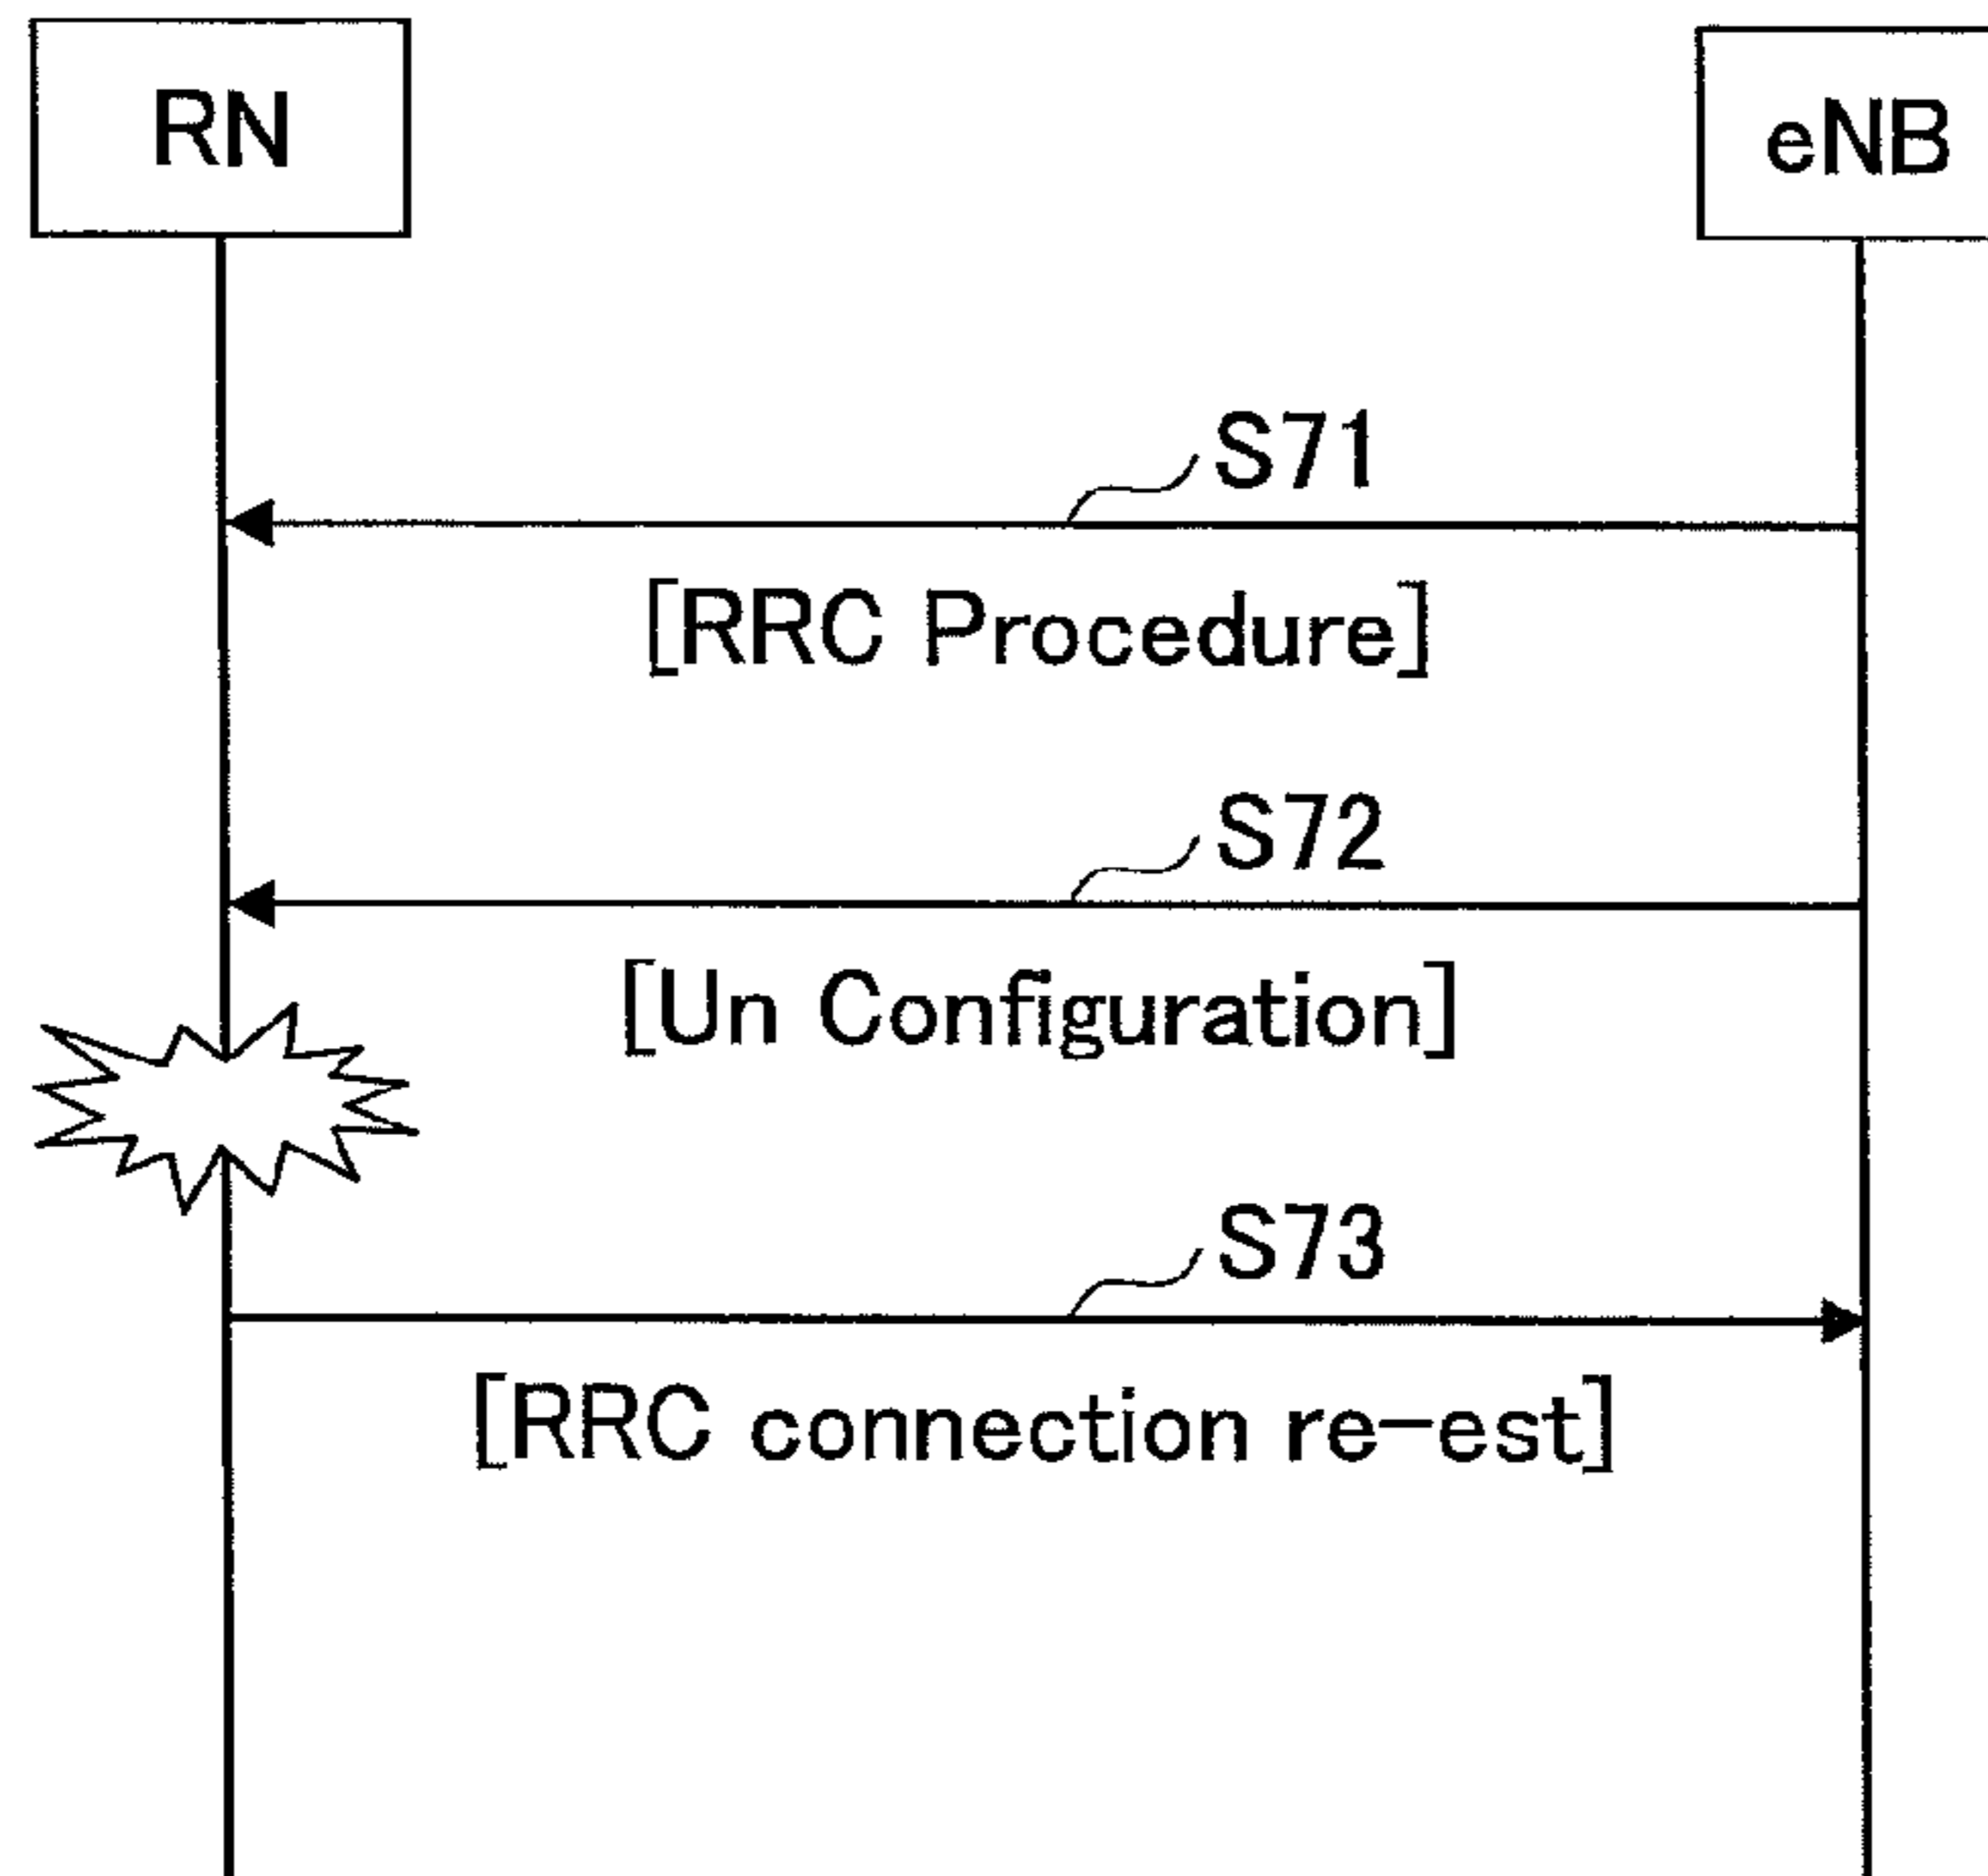 RN
eNB
S71
[RRC Procedure]
S72
[Un Configuration]
S73
[RRC connection re-est]